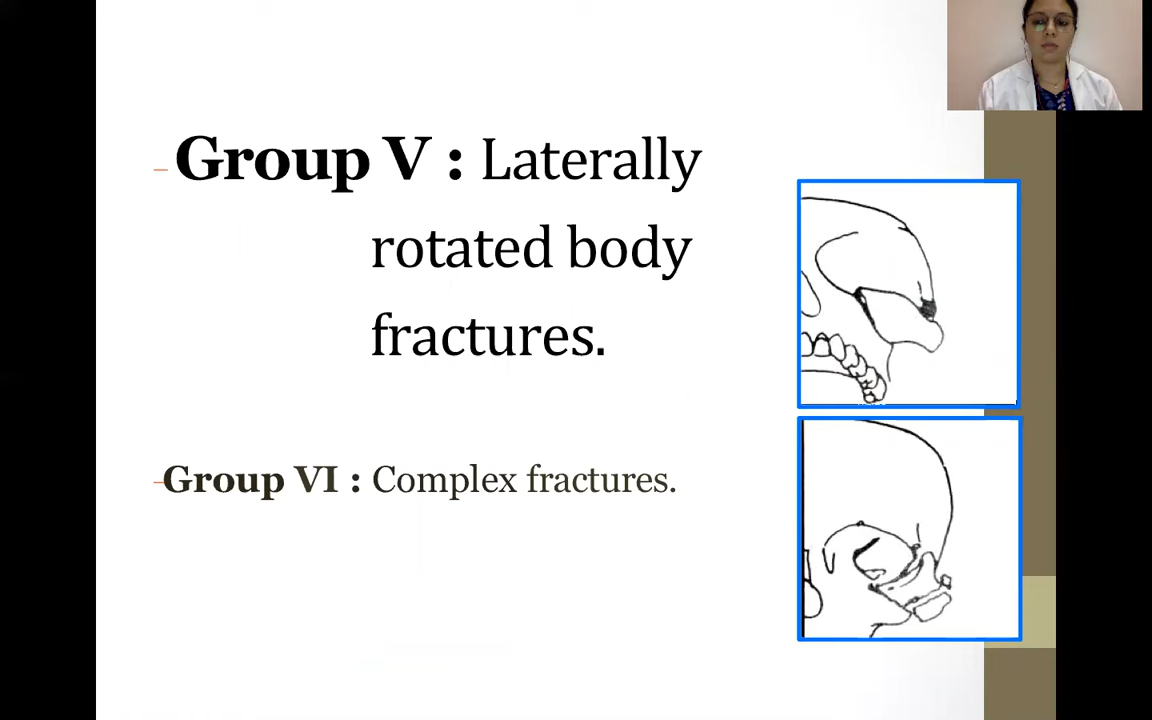 – Group V : Laterally
rotated body
fractures.
–Group VI : Complex fractures.